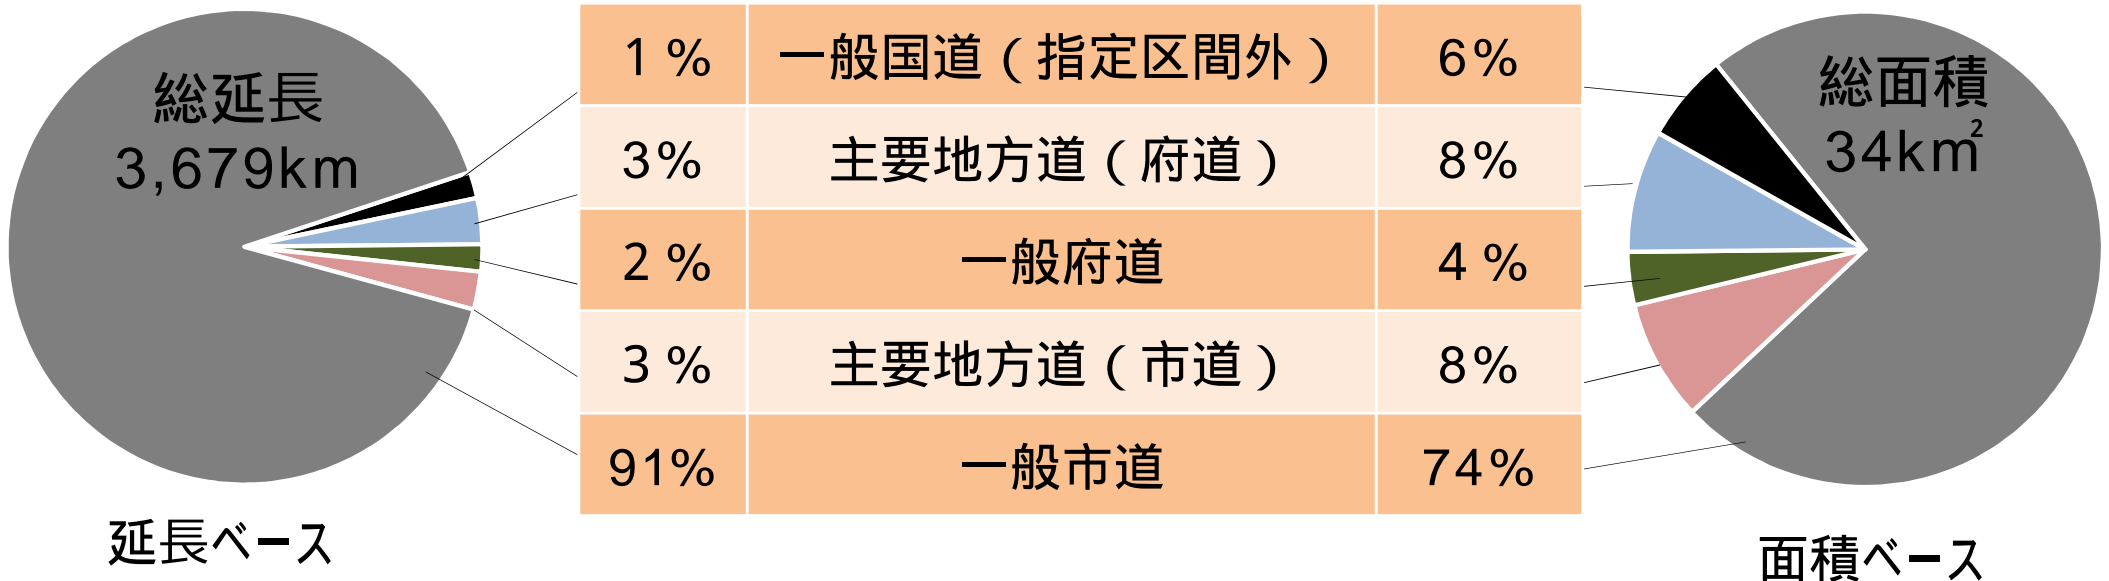 総延長
3,679km
延長ベース
1% 一般国道(指定区間外) 6%
3% 主要地方道(府道) 8%
2% 一般府道 4%
3% 主要地方道(市道) 8%
91% 一般市道 74%
総面積
34km²
面積ベース